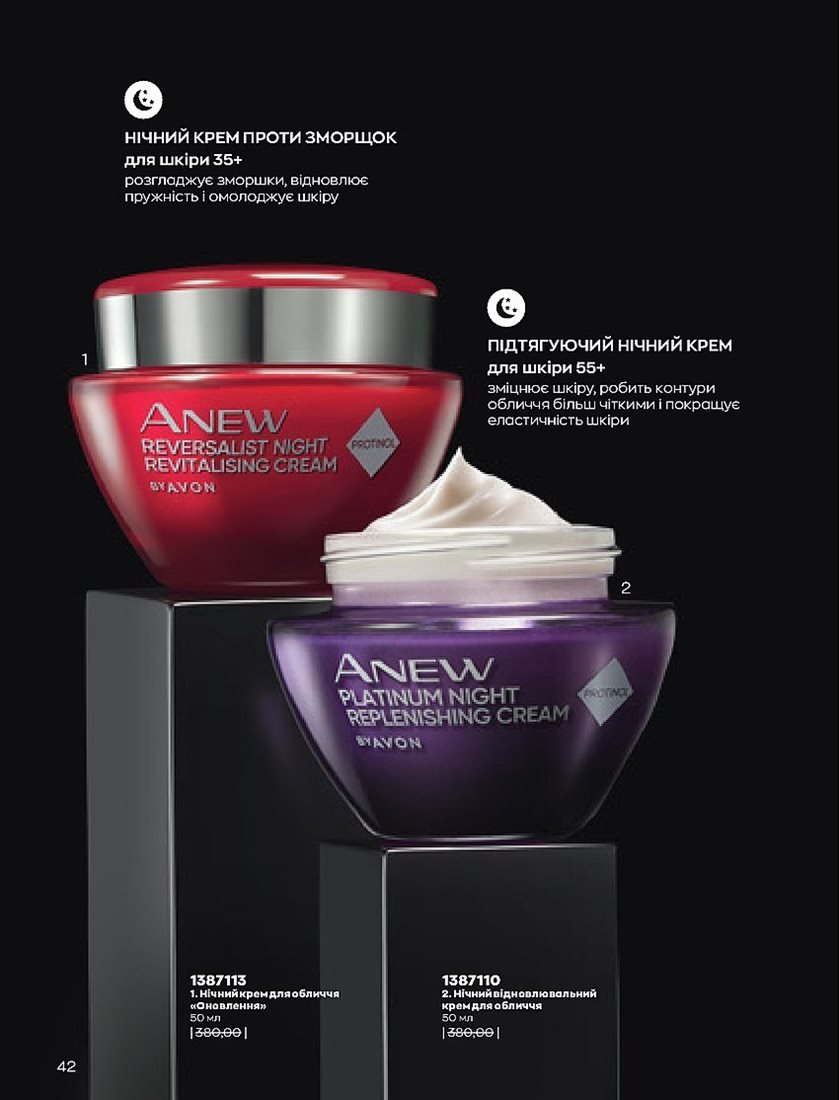 НІЧНИЙ КРЕМ ПРОТИ ЗМОРЩОК
для шкіри 35+
розгладжує зморшки, відновлює
пружність і омолоджує шкіру
1
ПІДТЯГУЮЧИЙ НІЧНИЙ КРЕМ
для шкіри 55+
зміцнює шкіру, робить контури
обличчя більш чіткими і покращує
еластичність шкіри
ANEW
REVERSALIST NIGHT
REVITALISING CREAM
BY AVON
PROTINOL
2
ANEW
PLATINUM NIGHT
REPLENISHING CREAM
BY AVON
PROTINOL
1387113
1. Нічний крем для обличчя
«Оновлення»
50 мл
| 380,00 |
1387110
2. Нічний відновлювальний
крем для обличчя
50 мл
| 380,00 |
42